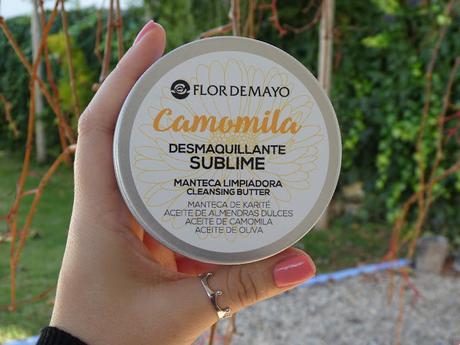 FLOR DE MAYO
Camomila
DESMAQUILLANTE
SUBLIME
MANTECA LIMPIADORA
CLEANSING BUTTER
MANTECA DE KARITÉ
ACEITE DE ALMENDRAS DULCES
ACEITE DE CAMOMILA
ACEITE DE OLIVA